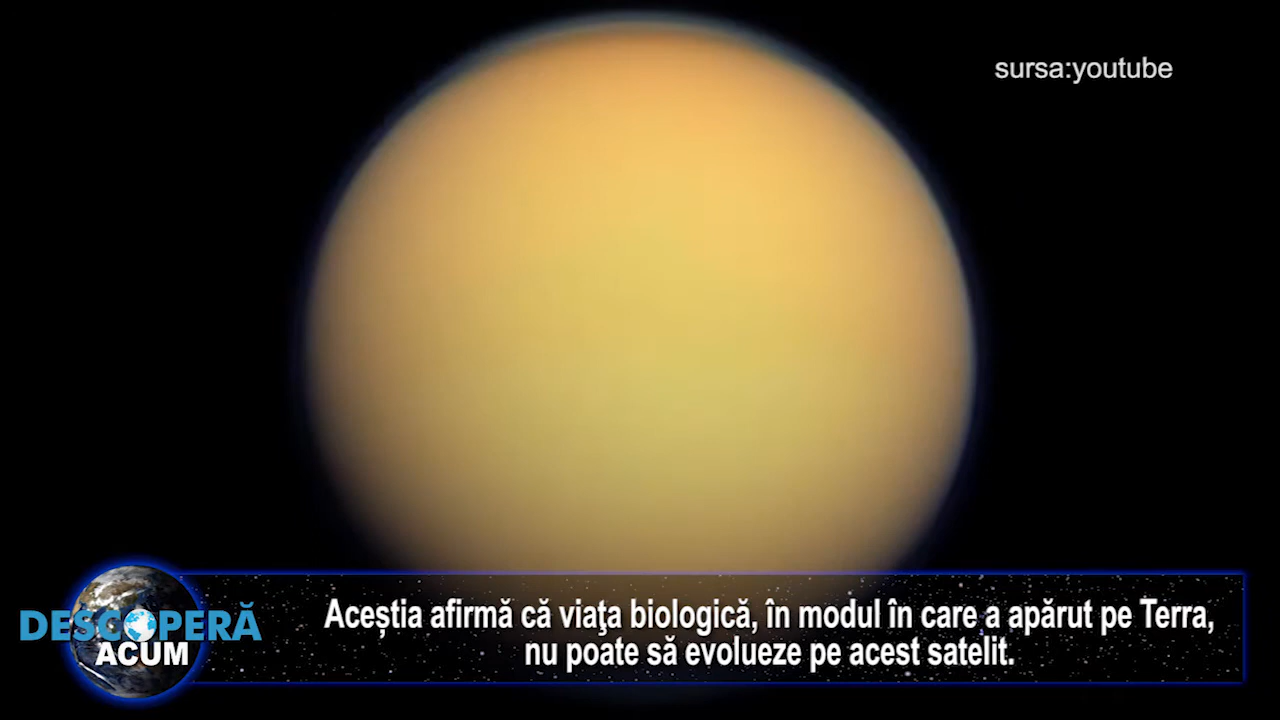 sursa:youtube
Aceștia afirmă că viaţa biologică, în modul în care a apărut pe Terra,
nu poate să evolueze pe acest satelit.
DESCOPERĂ
ACUM